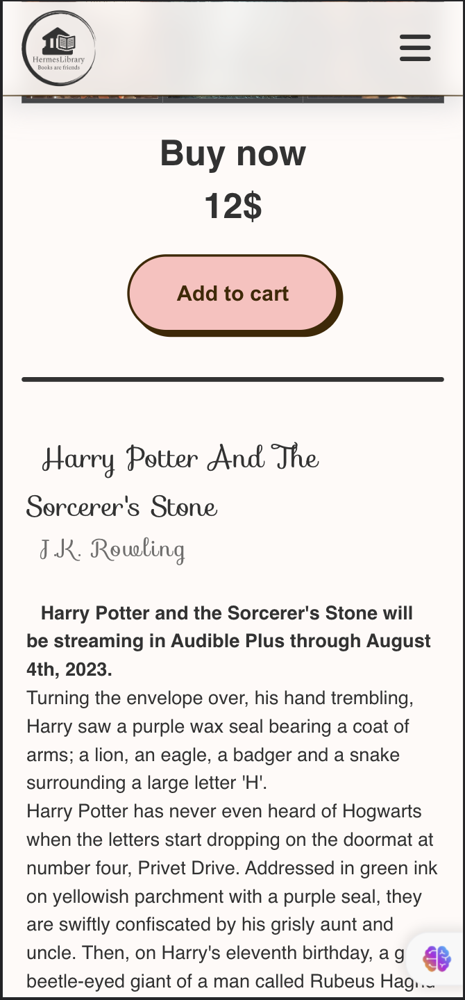 HermesLibrary
Books are friends
Buy now
12$
Add to cart
Harry Potter And The
Sorcerer's Stone
J.K. Rowling
Harry Potter and the Sorcerer's Stone will
be streaming in Audible Plus through August
4th, 2023.
Turning the envelope over, his hand trembling,
Harry saw a purple wax seal bearing a coat of
arms; a lion, an eagle, a badger and a snake
surrounding a large letter 'H'.
Harry Potter has never even heard of Hogwarts
when the letters start dropping on the doormat at
number four, Privet Drive. Addressed in green ink
on yellowish parchment with a purple seal, they
are swiftly confiscated by his grisly aunt and
uncle. Then, on Harry's eleventh birthday, a
beetle-eyed giant of a man called Rubeus